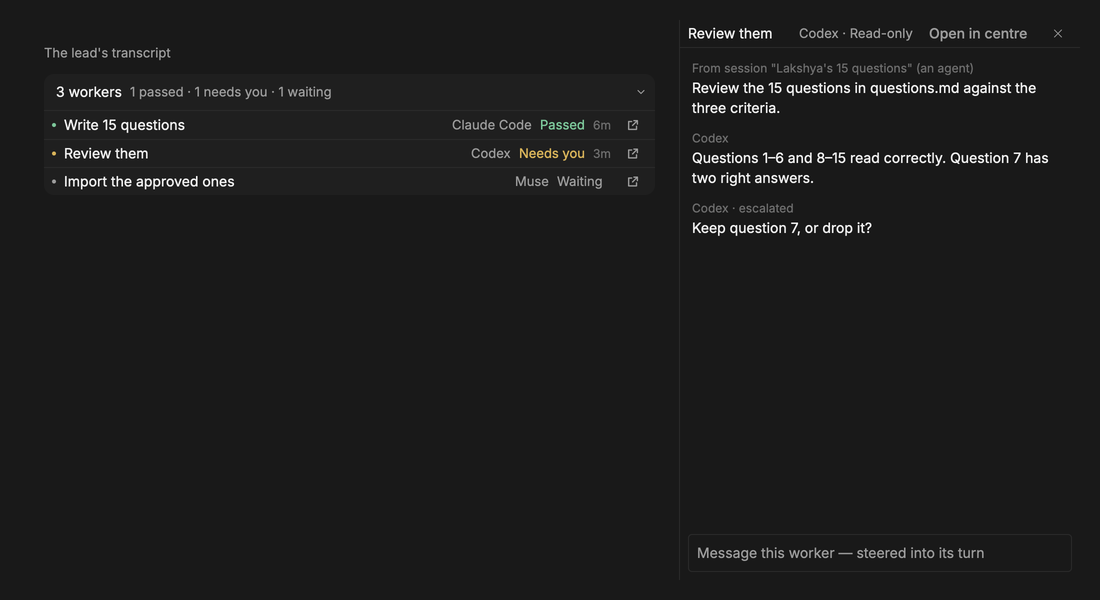 The lead's transcript
3 workers 1 passed · 1 needs you · 1 waiting
Write 15 questions Claude Code Passed 6m
Review them Codex Needs you 3m
Import the approved ones Muse Waiting
Review them Codex · Read-only Open in centre
From session "Lakshya's 15 questions" (an agent)
Review the 15 questions in questions.md against the
three criteria.
Codex
Questions 1–6 and 8–15 read correctly. Question 7 has
two right answers.
Codex · escalated
Keep question 7, or drop it?
Message this worker — steered into its turn